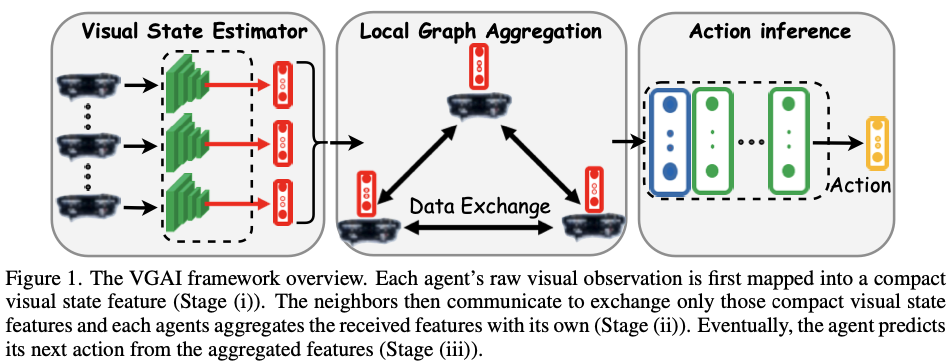 Visual State Estimator
Local Graph Aggregation
Action inference
Data Exchange
Action
Figure 1. The VGAI framework overview. Each agent's raw visual observation is first mapped into a compact
visual state feature (Stage (i)). The neighbors then communicate to exchange only those compact visual state
features and each agents aggregates the received features with its own (Stage (ii)). Eventually, the agent predicts
its next action from the aggregated features (Stage (iii)).